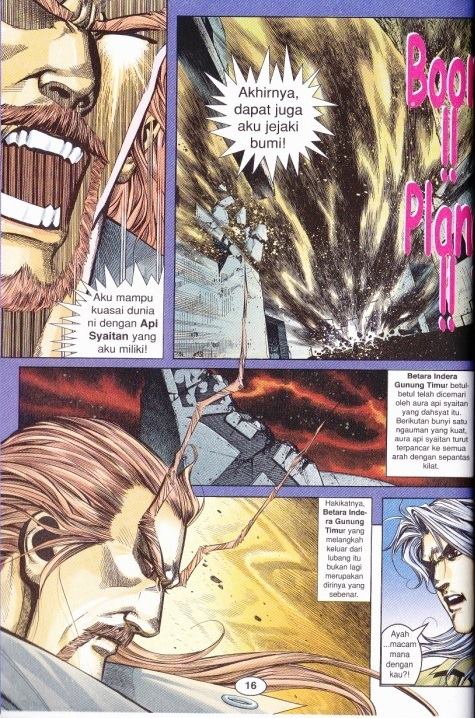 Akhirnya,
dapat juga
aku jejaki
bumi!
Boo
!!
Plan
!!
Aku mampu
kuasai dunia
ni dengan Api
Syaitan yang
aku miliki!
Betara Indera
Gunung Timur betul-
betul telah dicemari
oleh aura api syaitan
yang dahsyat itu.
Berikutan bunyi satu
ngauman yang kuat,
aura api syaitan turut
terpancar ke semua
arah dengan sepantas
kilat.
Hakikatnya,
Betara Inde-
ra Gunung
Timur yang
melangkah
keluar dari
lubang itu
bukan lagi
merupakan
dirinya yang
sebenar.
Ayah
...macam
mana
dengan
kau?!
16